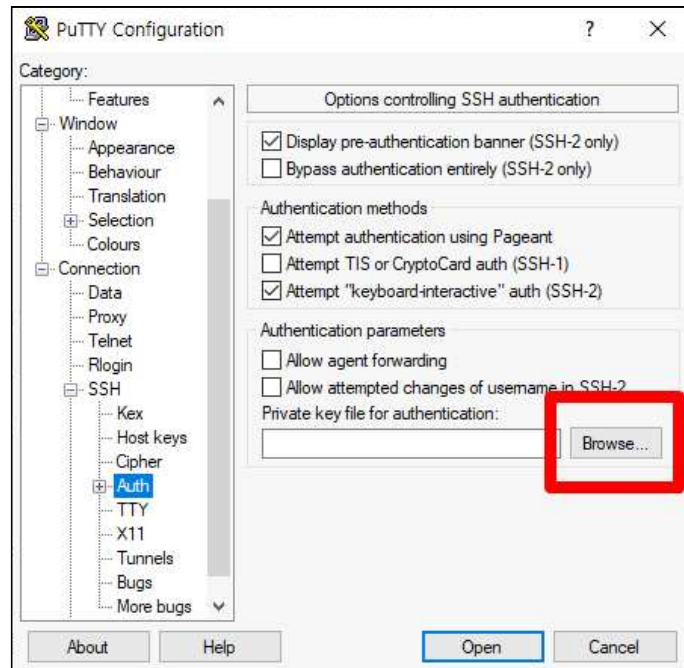 PuTTY Configuration
Category:
Features
Window
Appearance
Behaviour
Translation
Selection
Colours
Connection
Data
Proxy
Telnet
Rlogin
SSH
Kex
Host keys
Cipher
Auth
TTY
X11
Tunnels
Bugs
More bugs
Options controlling SSH authentication
Display pre-authentication banner (SSH-2 only)
Bypass authentication entirely (SSH-2 only)
Authentication methods
Attempt authentication using Pageant
Attempt TIS or CryptoCard auth (SSH-1)
Attempt "keyboard-interactive" auth (SSH-2)
Authentication parameters
Allow agent forwarding
Allow attempted changes of username in SSH-2
Private key file for authentication:
Browse...
About
Help
Open
Cancel